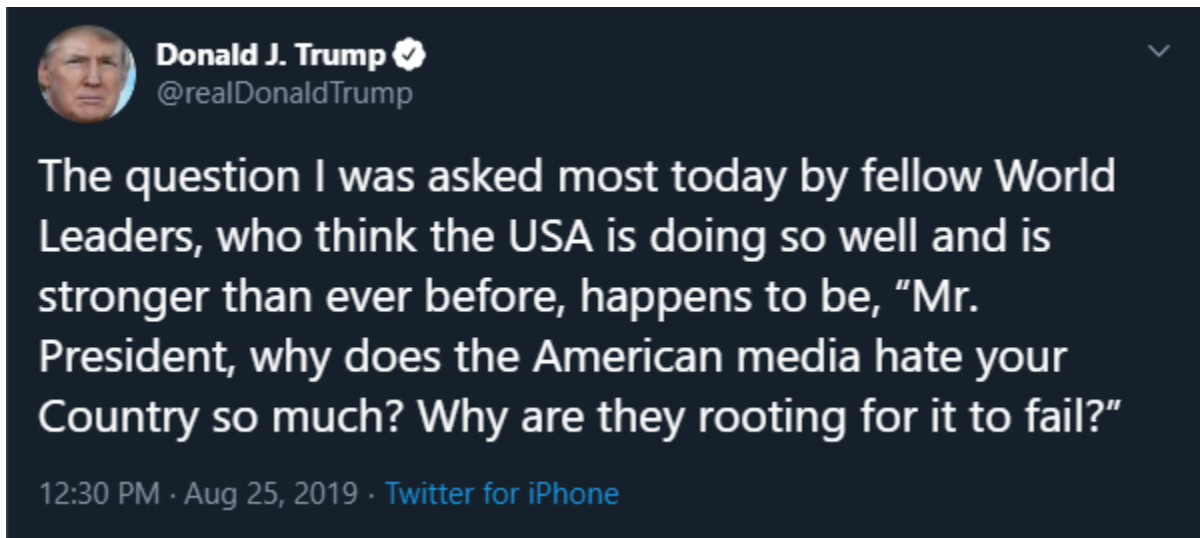 Donald J. Trump
@realDonaldTrump
The question I was asked most today by fellow World
Leaders, who think the USA is doing so well and is
stronger than ever before, happens to be, “Mr.
President, why does the American media hate your
Country so much? Why are they rooting for it to fail?”
12:30 PM · Aug 25, 2019 · Twitter for iPhone